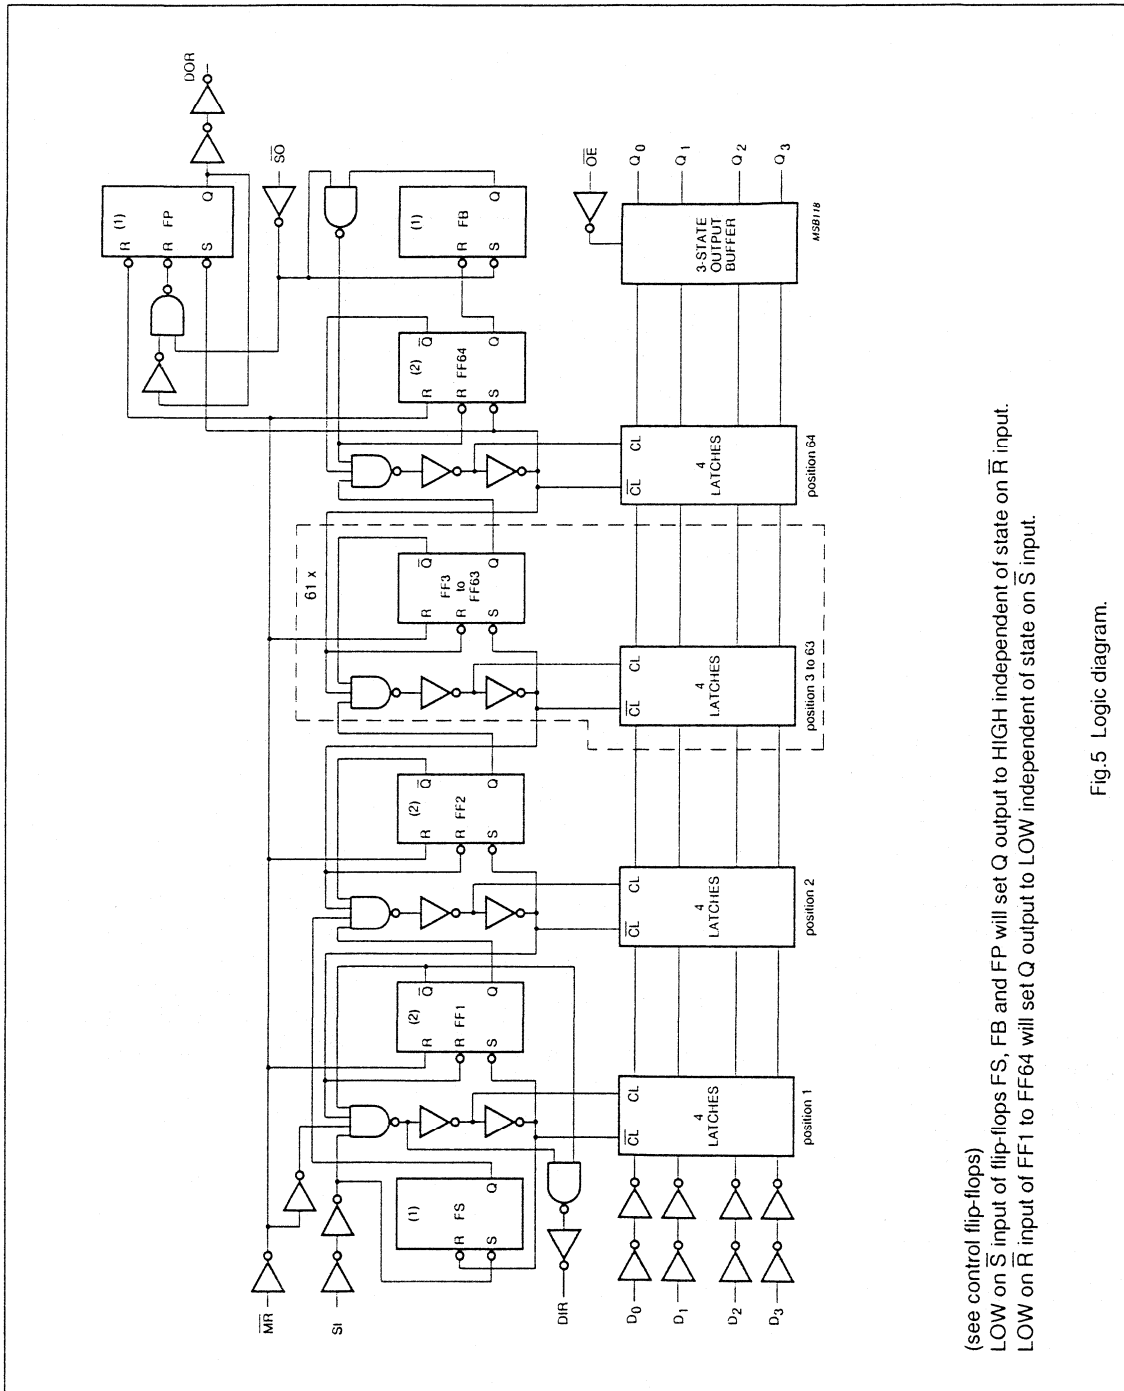 MR
SI
DIR
D0
D1
D2
D3
(1)
FS
R
S
Q
(2)
FF1
R
R
S
Q
Q
(2)
FF2
R
R
S
Q
Q
61 x
FF3
to
FF63
R
R
S
Q
Q
(2)
FF64
R
R
S
Q
Q
(1)
FP
R
R
S
Q
(1)
FB
R
S
Q
DOR
SO
OE
CL
CL
4
LATCHES
position 1
CL
CL
4
LATCHES
position 2
CL
CL
4
LATCHES
position 3 to 63
CL
CL
4
LATCHES
position 64
3-STATE
OUTPUT
BUFFER
Q0
Q1
Q2
Q3
MSB118
(see control flip-flops)
LOW on S input of flip-flops FS, FB and FP will set Q output to HIGH independent of state on R input.
LOW on R input of FF1 to FF64 will set Q output to LOW independent of state on S input.
Fig.5 Logic diagram.